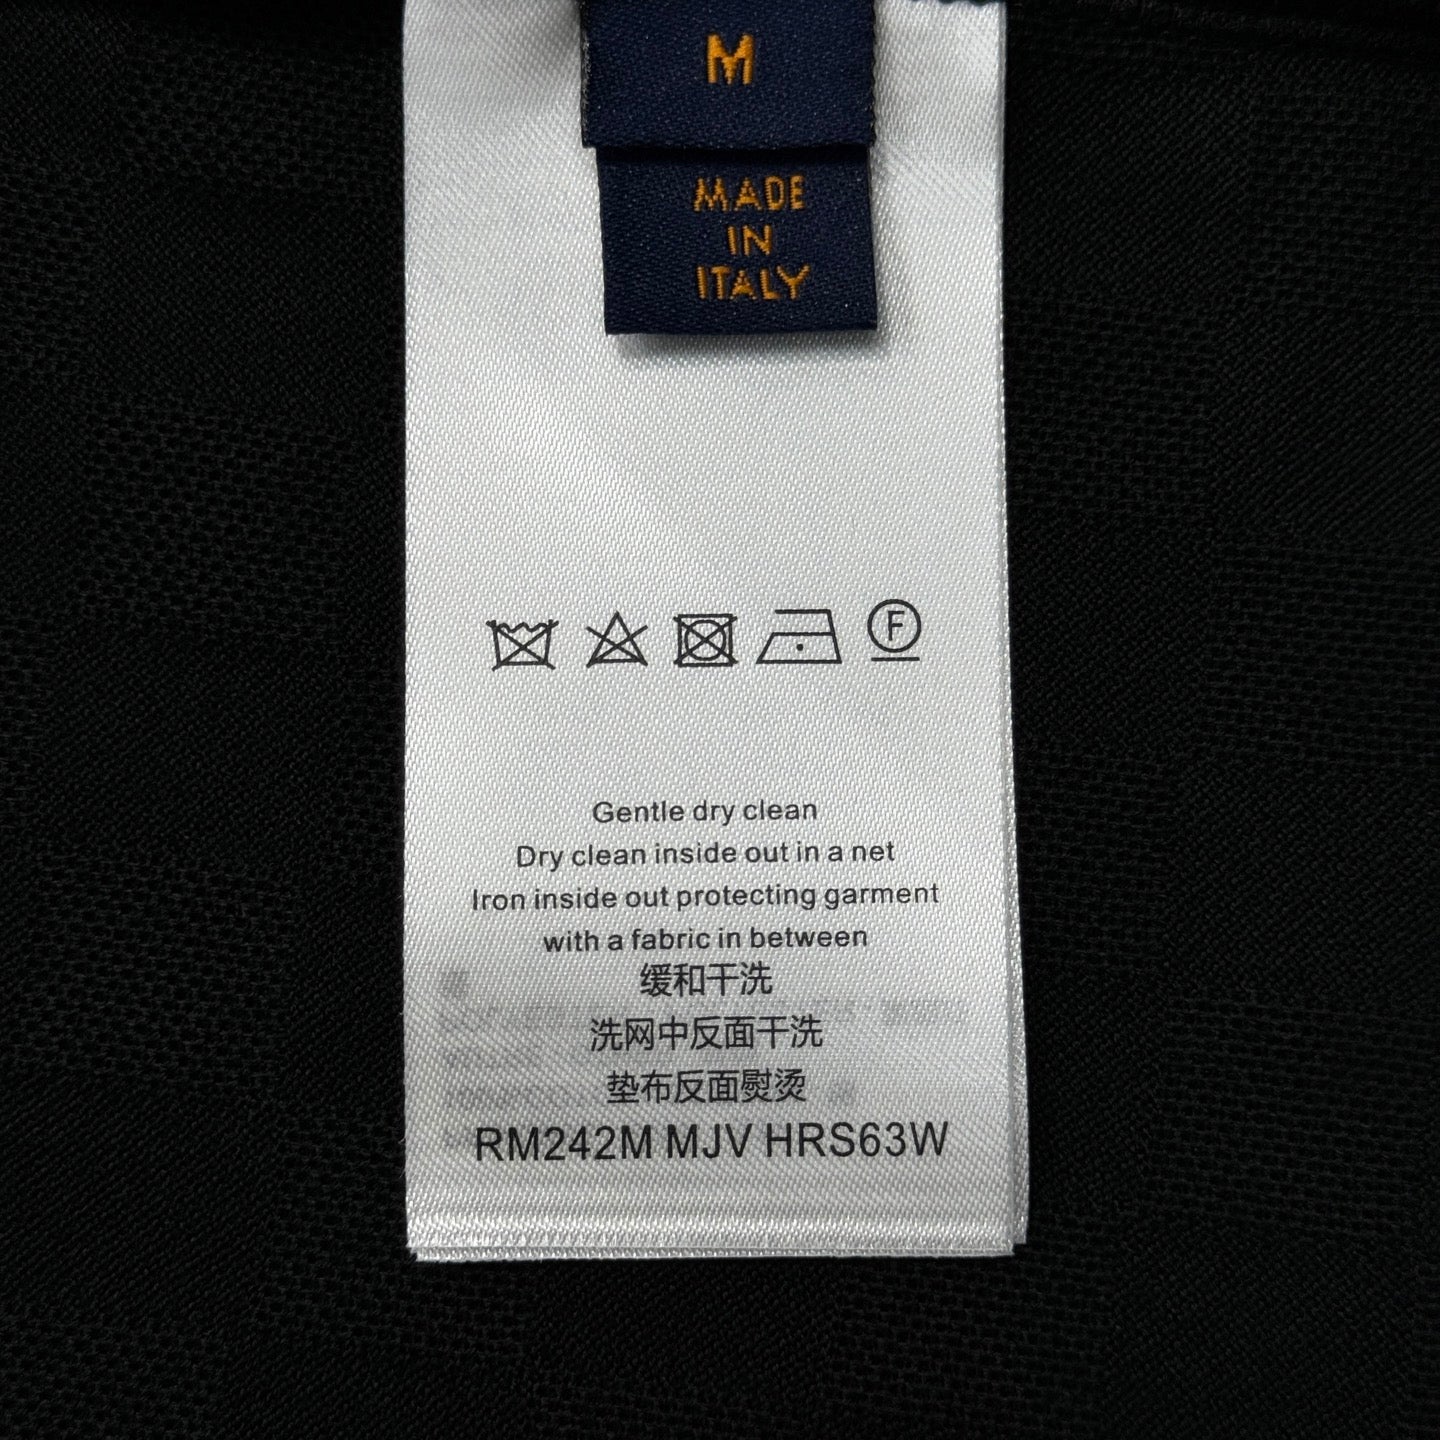 M
MADE
IN
ITALY
F
Gentle dry clean
Dry clean inside out in a net
Iron inside out protecting garment
with a fabric in between
缓和干洗
洗网中反面干洗
垫布反面熨烫
RM242M MJV HRS63W